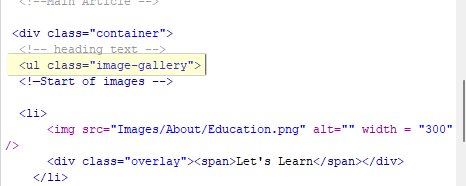 <!--Main Article -->
<div class="container">
<!-- heading text -->
<ul class="image-gallery">
<!—Start of images -->
<li>
<img src="Images/About/Education.png" alt="" width = "300"
/>
<div class="overlay"><span>Let's Learn</span></div>
</li>